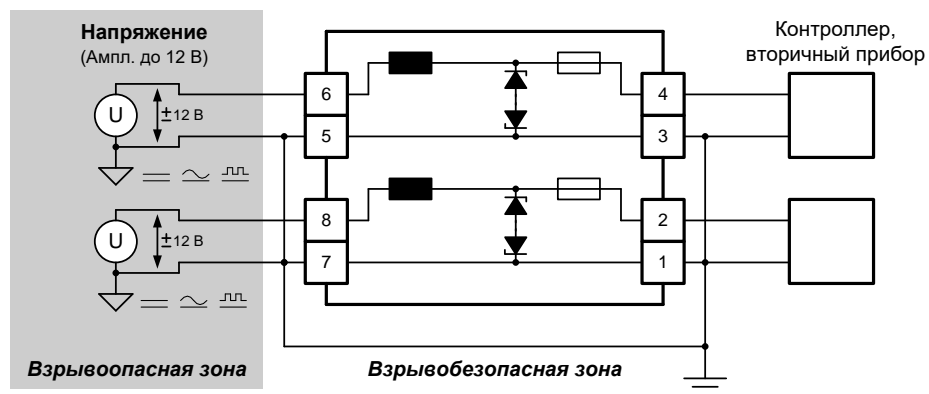 Напряжение
(Ампл. до 12 В)
Контроллер,
вторичный прибор
6
4
U
±12 В
5
3
8
2
U
±12 В
7
1
Взрывоопасная зона
Взрывобезопасная зона